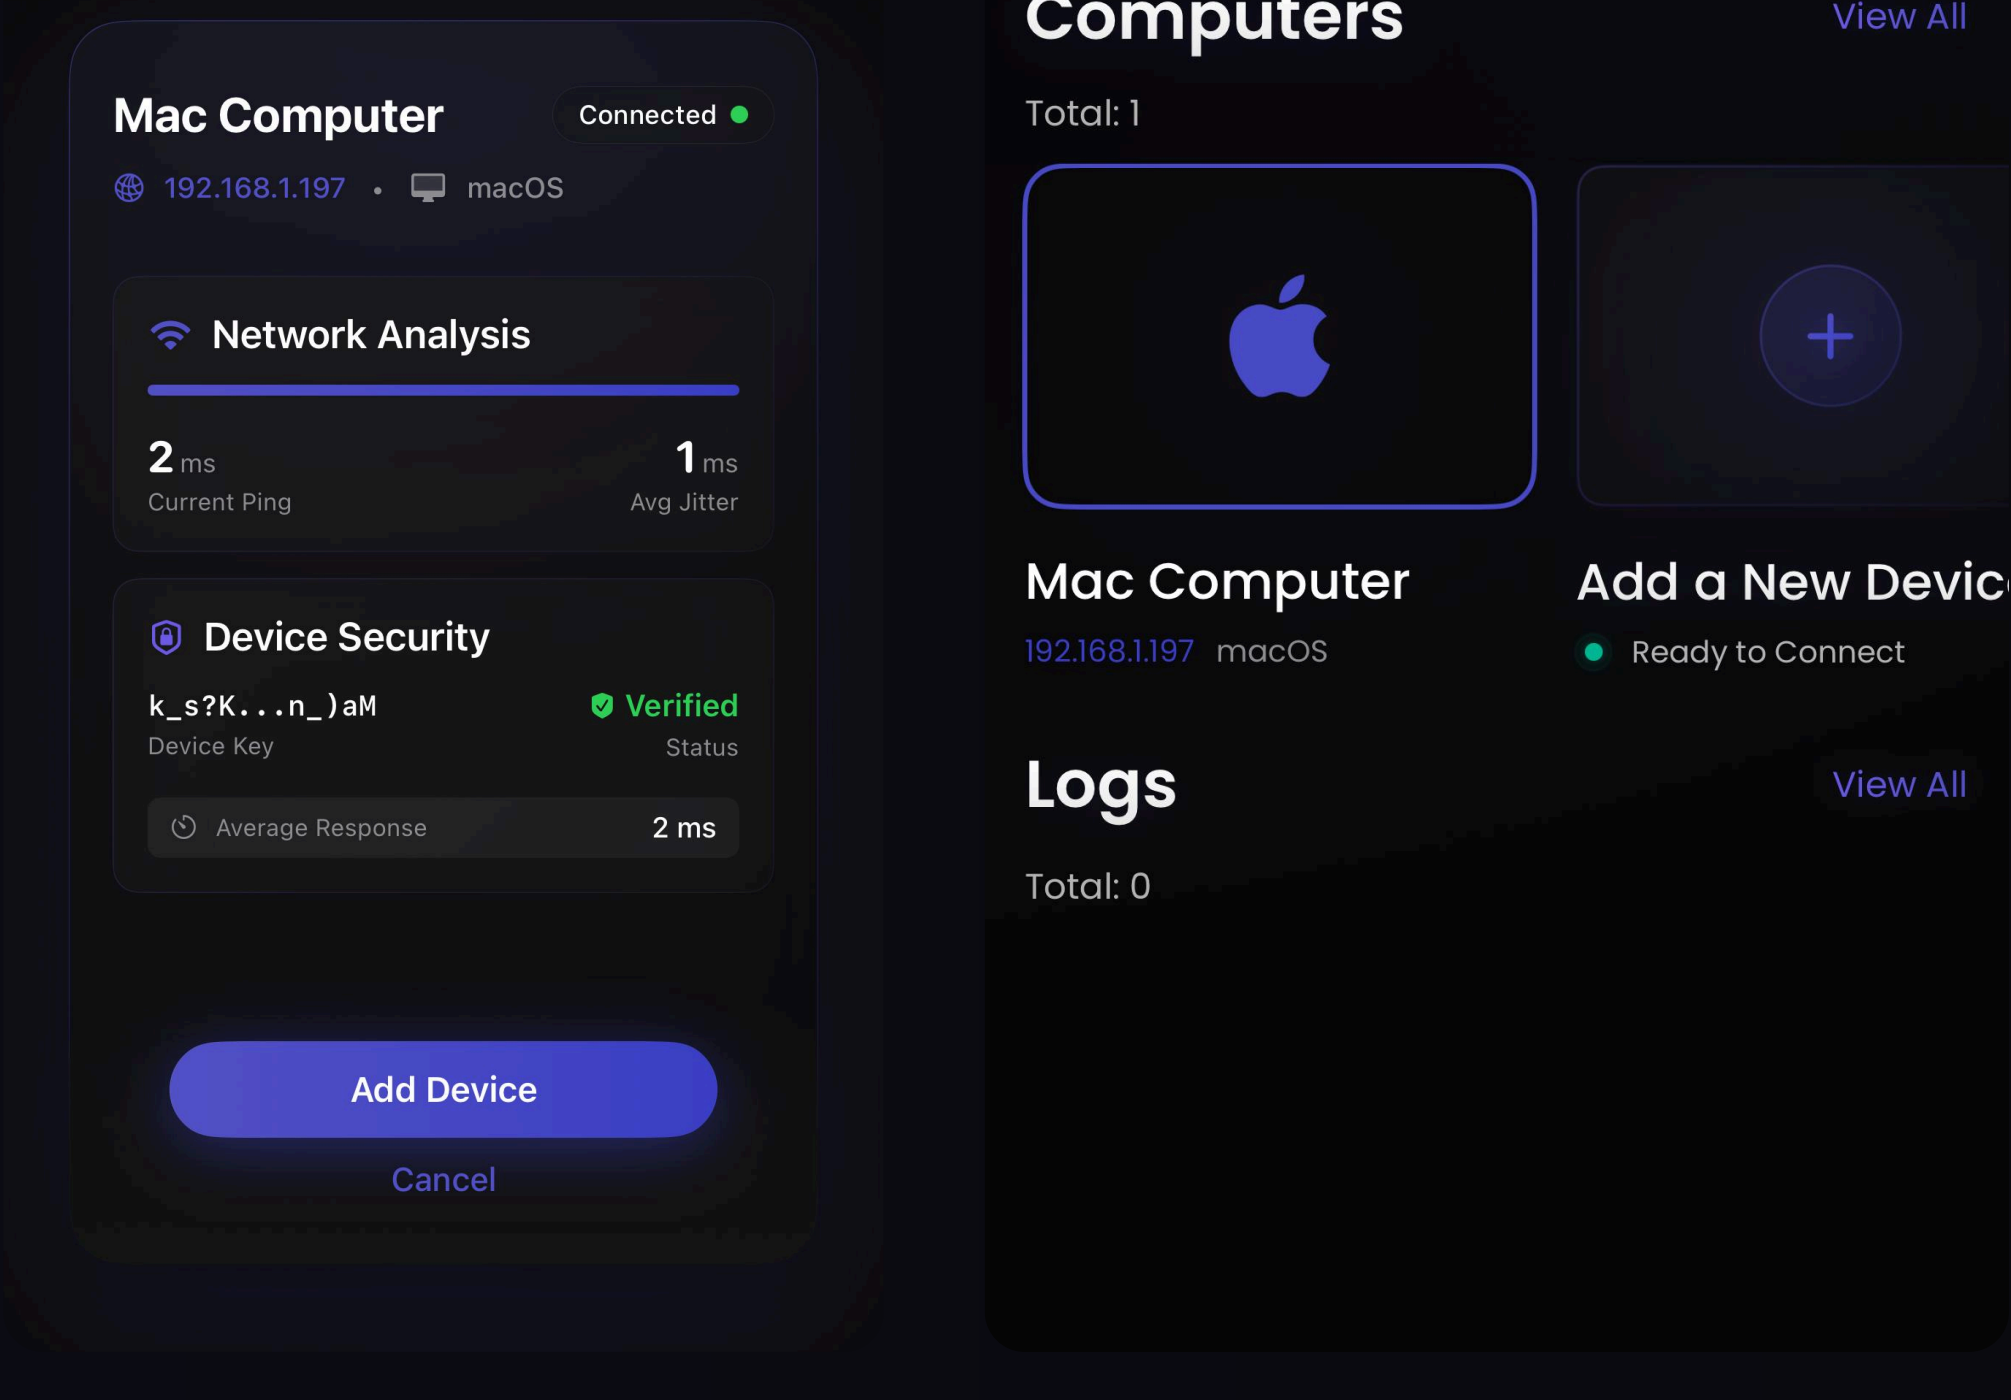 Mac Computer
Connected
192.168.1.197 • macOS
Network Analysis
2 ms
Current Ping
1 ms
Avg Jitter
Device Security
k_s?K...n_)aM
Device Key
Verified
Status
Average Response 2 ms
Add Device
Cancel
Computers
View All
Total: 1
Mac Computer
192.168.1.197 macOS
Add a New Devic
Ready to Connect
Logs
View All
Total: 0